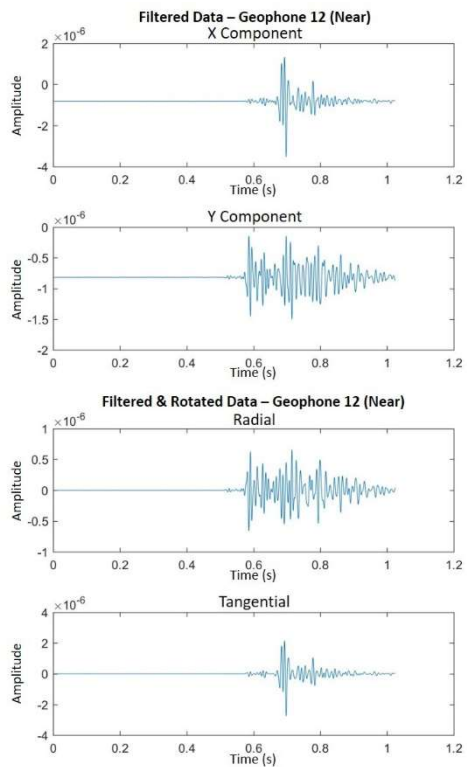 Filtered Data – Geophone 12 (Near)
X Component
×10⁻⁶
2
0
-2
-4
Amplitude
0 0.2 0.4 0.6 0.8 1 1.2
Time (s)
Y Component
×10⁻⁶
0
-0.5
-1
-1.5
-2
Amplitude
0 0.2 0.4 0.6 0.8 1 1.2
Time (s)
Filtered & Rotated Data – Geophone 12 (Near)
Radial
×10⁻⁶
1
0.5
0
-0.5
-1
Amplitude
0 0.2 0.4 0.6 0.8 1 1.2
Time (s)
Tangential
×10⁻⁶
4
2
0
-2
-4
Amplitude
0 0.2 0.4 0.6 0.8 1 1.2
Time (s)